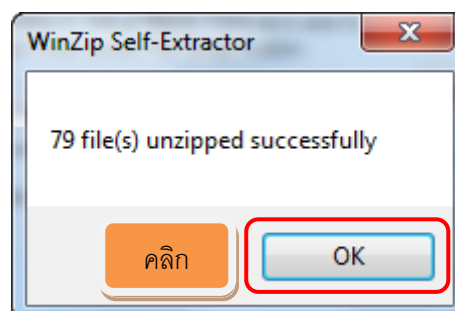 WinZip Self-Extractor
79 file(s) unzipped successfully
คลิก
OK